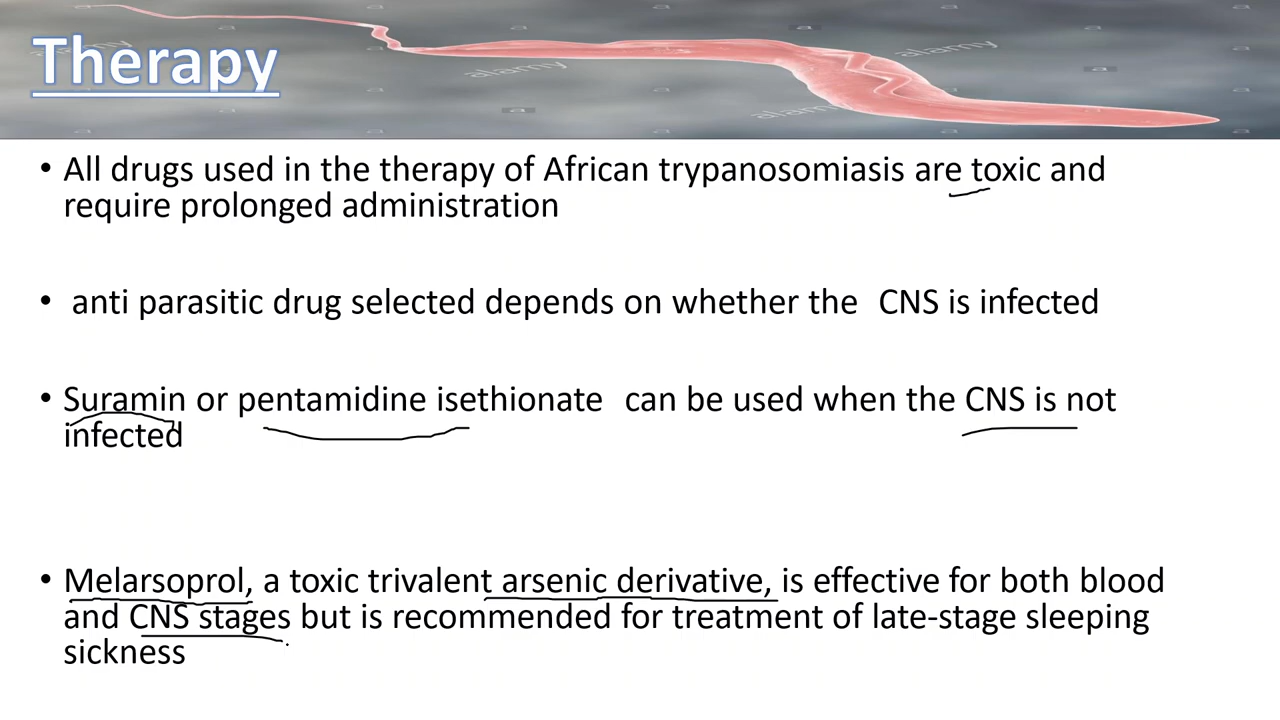 Therapy
alamy
alamy
alamy
• All drugs used in the therapy of African trypanosomiasis are toxic and
require prolonged administration
• anti parasitic drug selected depends on whether the CNS is infected
• Suramin or pentamidine isethionate can be used when the CNS is not
infected
• Melarsoprol, a toxic trivalent arsenic derivative, is effective for both blood
and CNS stages but is recommended for treatment of late-stage sleeping
sickness